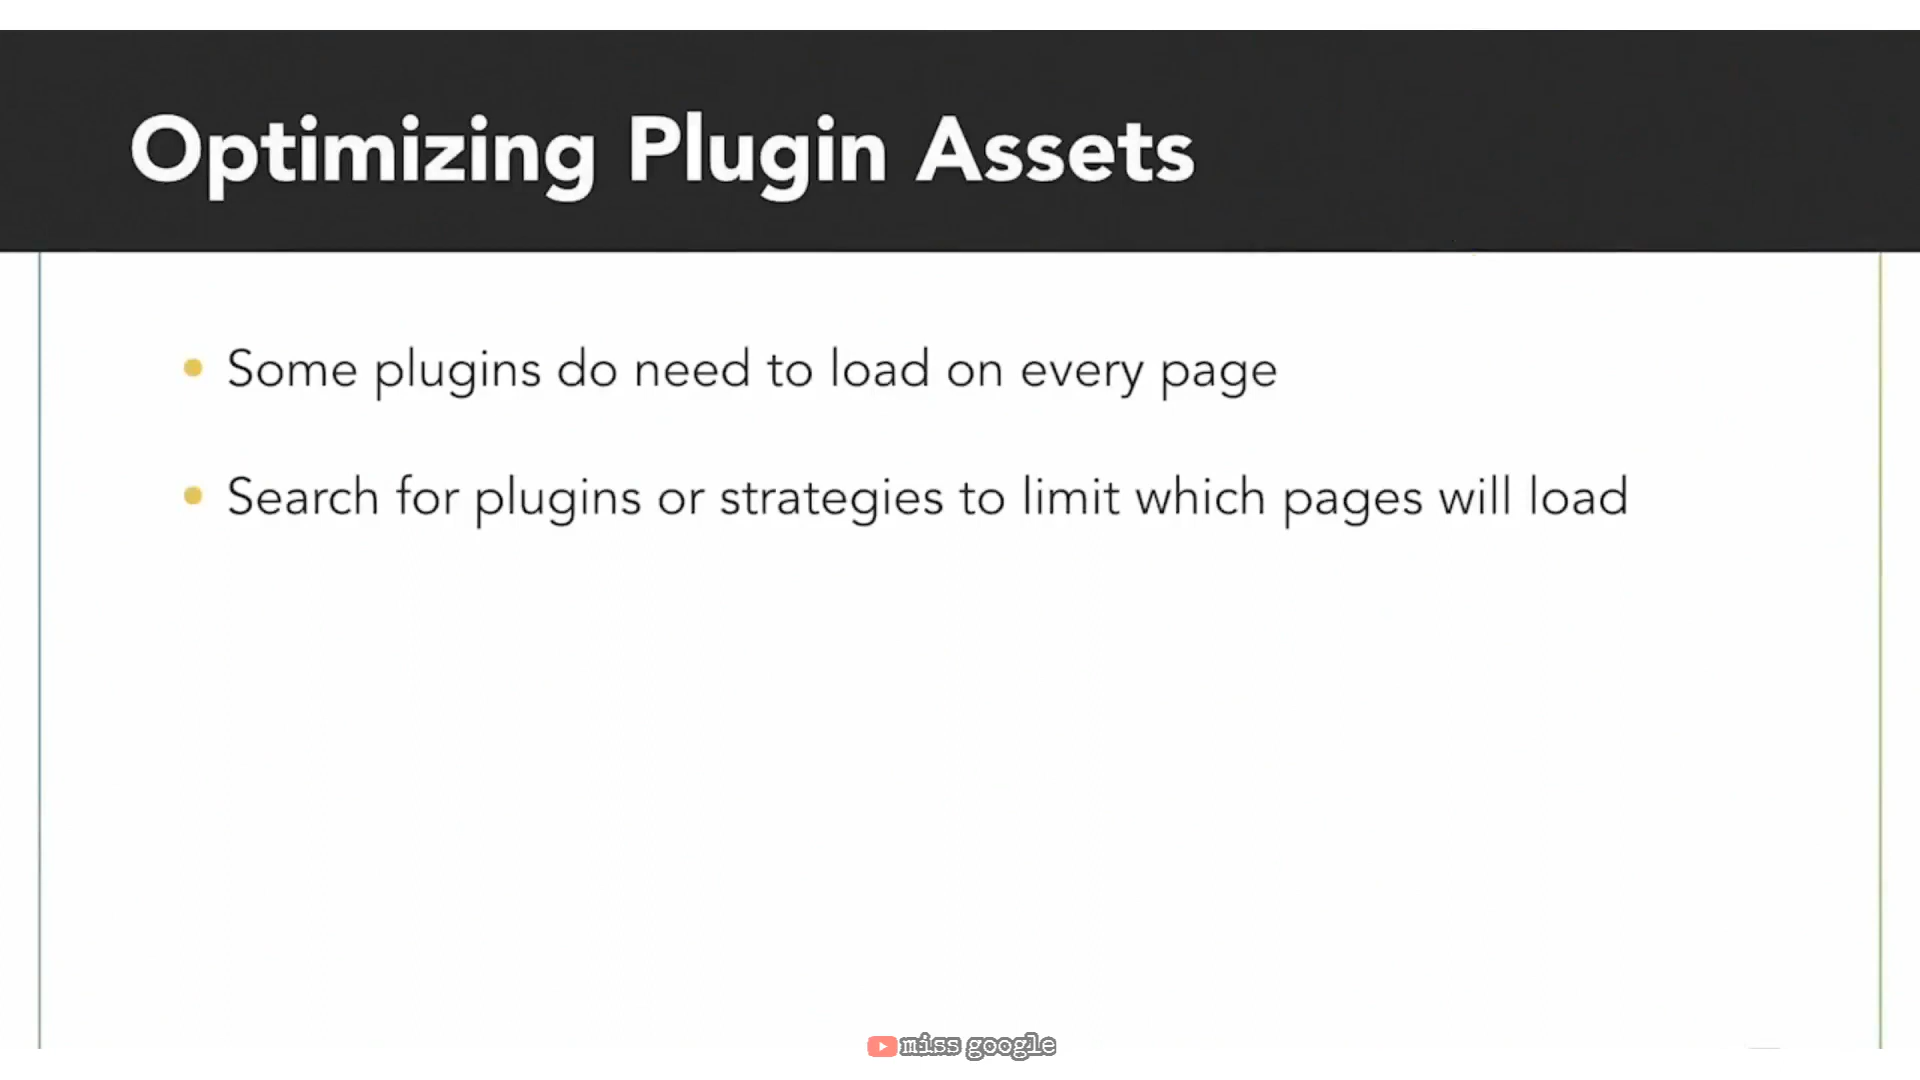 Optimizing Plugin Assets
Some plugins do need to load on every page
Search for plugins or strategies to limit which pages will load
miss google